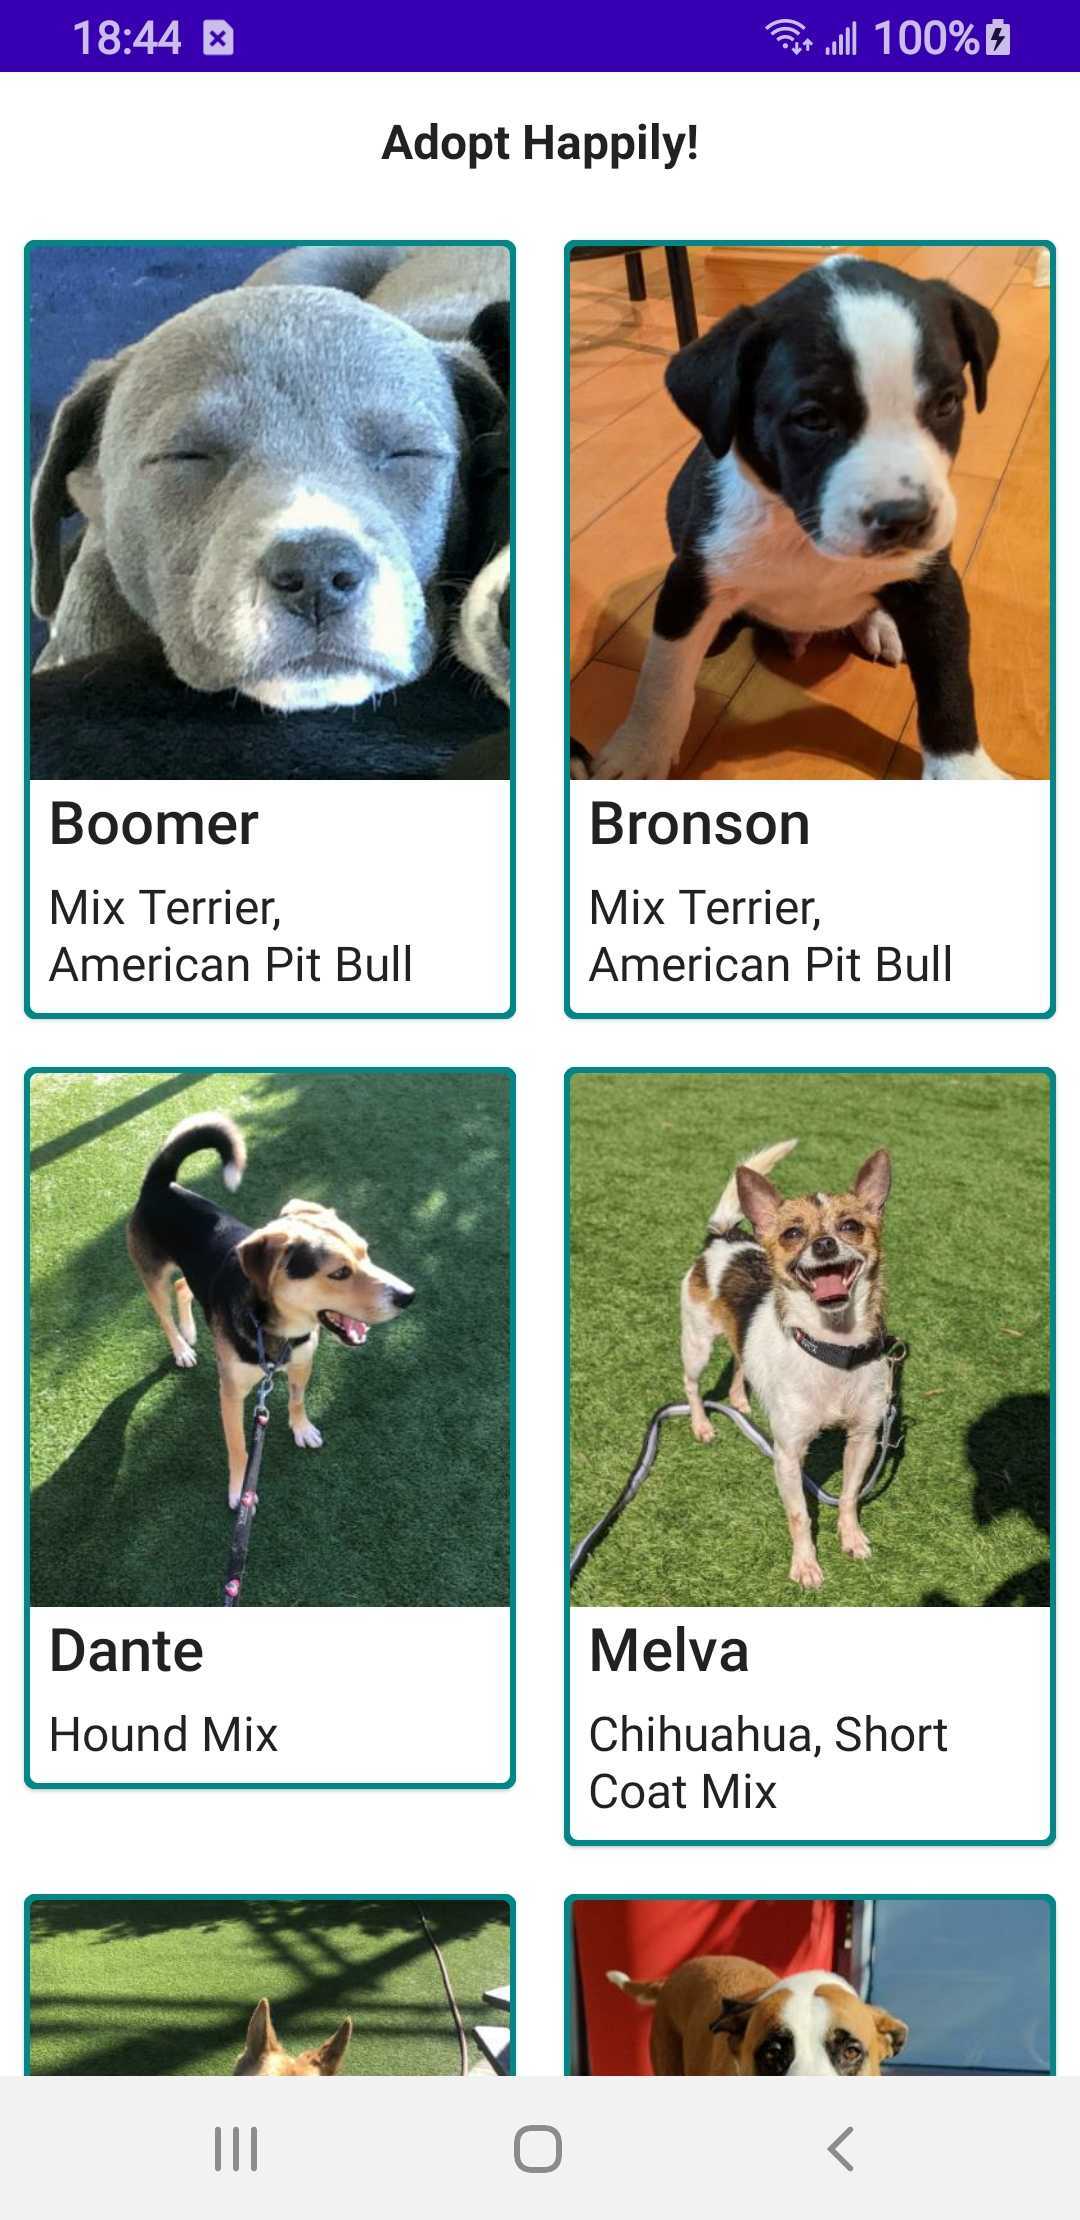 18:44
100%
Adopt Happily!
Boomer
Mix Terrier,
American Pit Bull
Bronson
Mix Terrier,
American Pit Bull
Dante
Hound Mix
Melva
Chihuahua, Short
Coat Mix